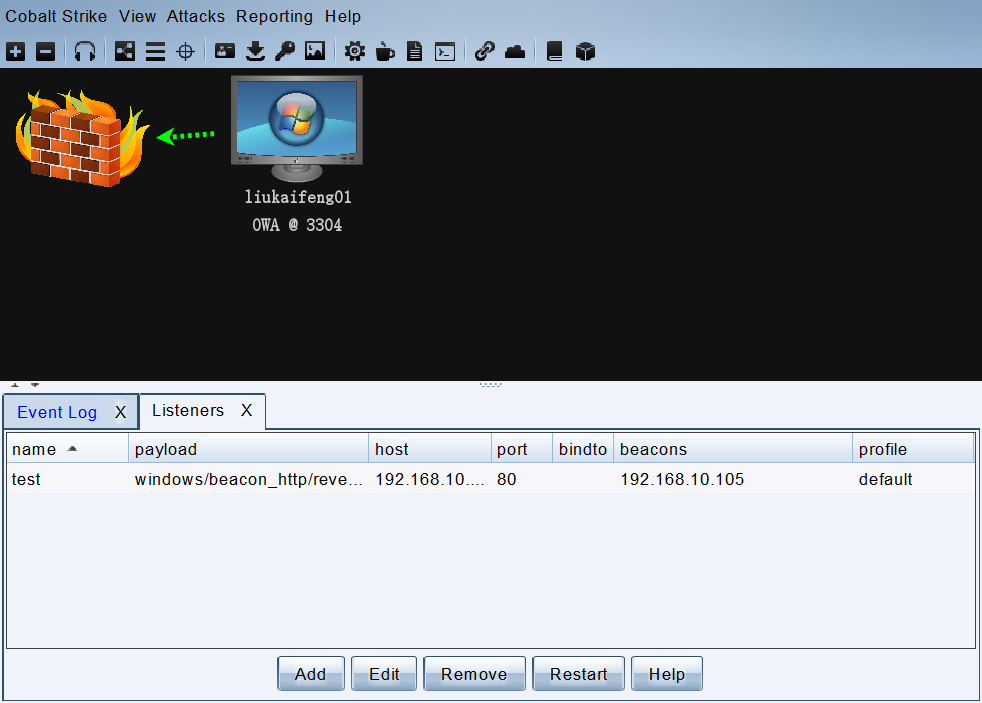 Cobalt Strike View Attacks Reporting Help
liukaifeng01
OWA @ 3304
Event Log X Listeners X
name payload host port bindto beacons profile
test windows/beacon_http/reve... 192.168.10.... 80 192.168.10.105 default
Add Edit Remove Restart Help